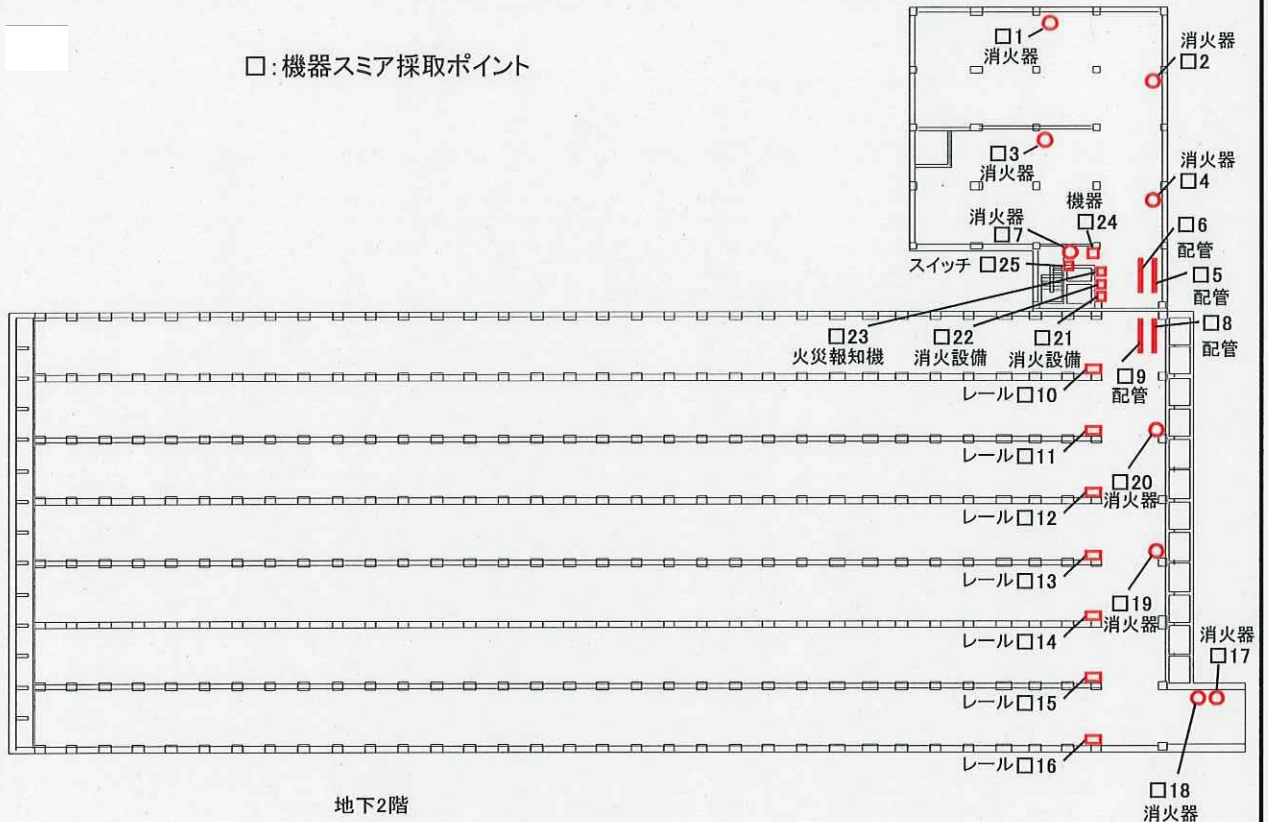 □：機器スミア採取ポイント
□1
消火器
消火器
□2
□3
消火器
消火器
□4
機器
□24
消火器
□7
□6
配管
スイッチ □25
□5
配管
□23
火災報知機
□22
消火設備
□21
消火設備
□8
配管
□9
配管
レール□10
レール□11
□20
消火器
レール□12
レール□13
□19
消火器
レール□14
消火器
□17
レール□15
レール□16
□18
消火器
地下2階